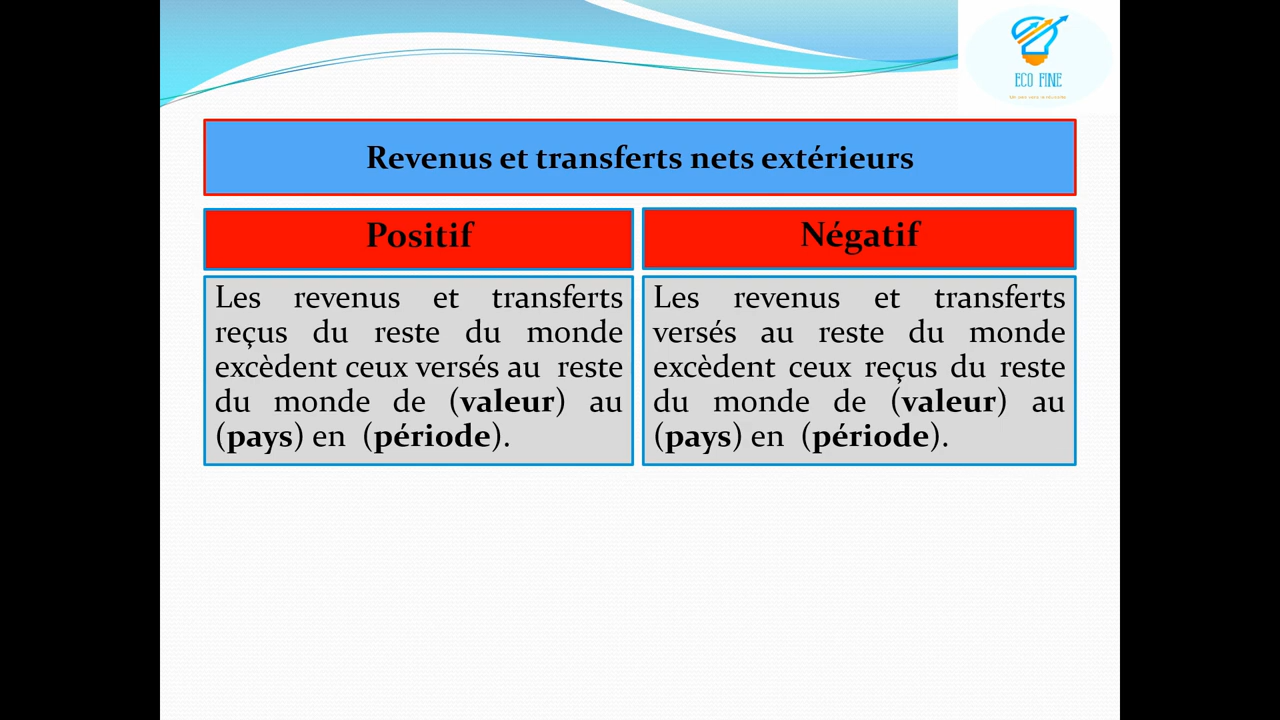 ECO FINE
Revenus et transferts nets extérieurs
Positif
Les revenus et transferts
reçus du reste du monde
excèdent ceux versés au reste
du monde de (valeur) au
(pays) en (période).
Négatif
Les revenus et transferts
versés au reste du monde
excèdent ceux reçus du reste
du monde de (valeur) au
(pays) en (période).